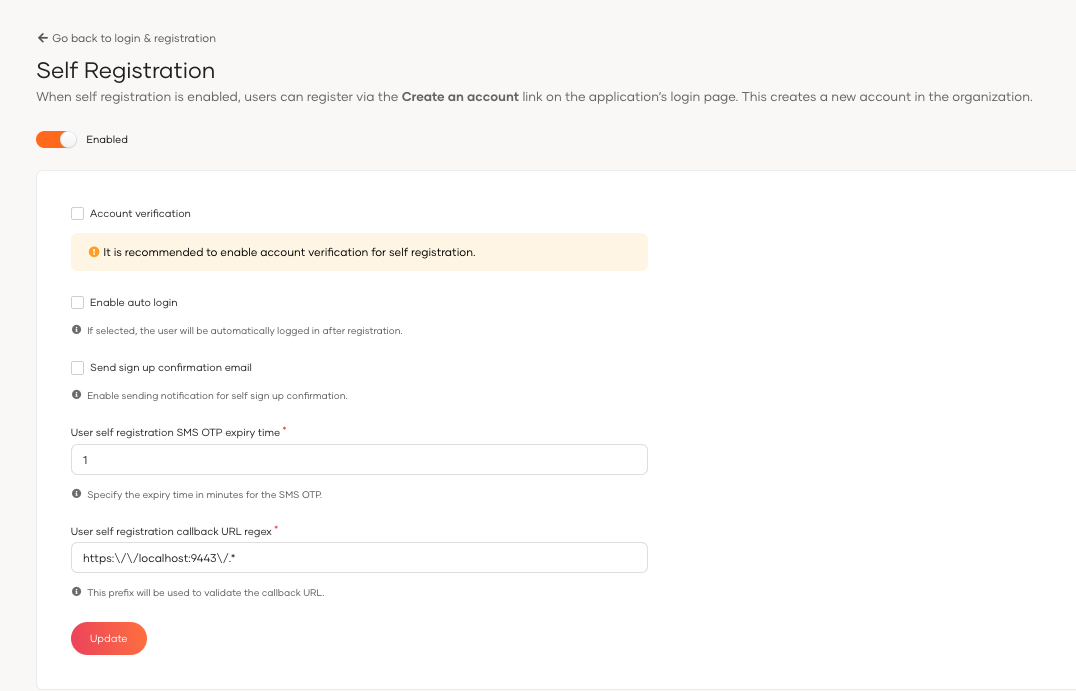 Go back to login & registration
Self Registration
When self registration is enabled, users can register via the Create an account link on the application's login page. This creates a new account in the organization.
Enabled
Account verification
It is recommended to enable account verification for self registration.
Enable auto login
If selected, the user will be automatically logged in after registration.
Send sign up confirmation email
Enable sending notification for self sign up confirmation.
User self registration SMS OTP expiry time *
1
Specify the expiry time in minutes for the SMS OTP.
User self registration callback URL regex *
https:\/\/localhost:9443\/.*
This prefix will be used to validate the callback URL.
Update